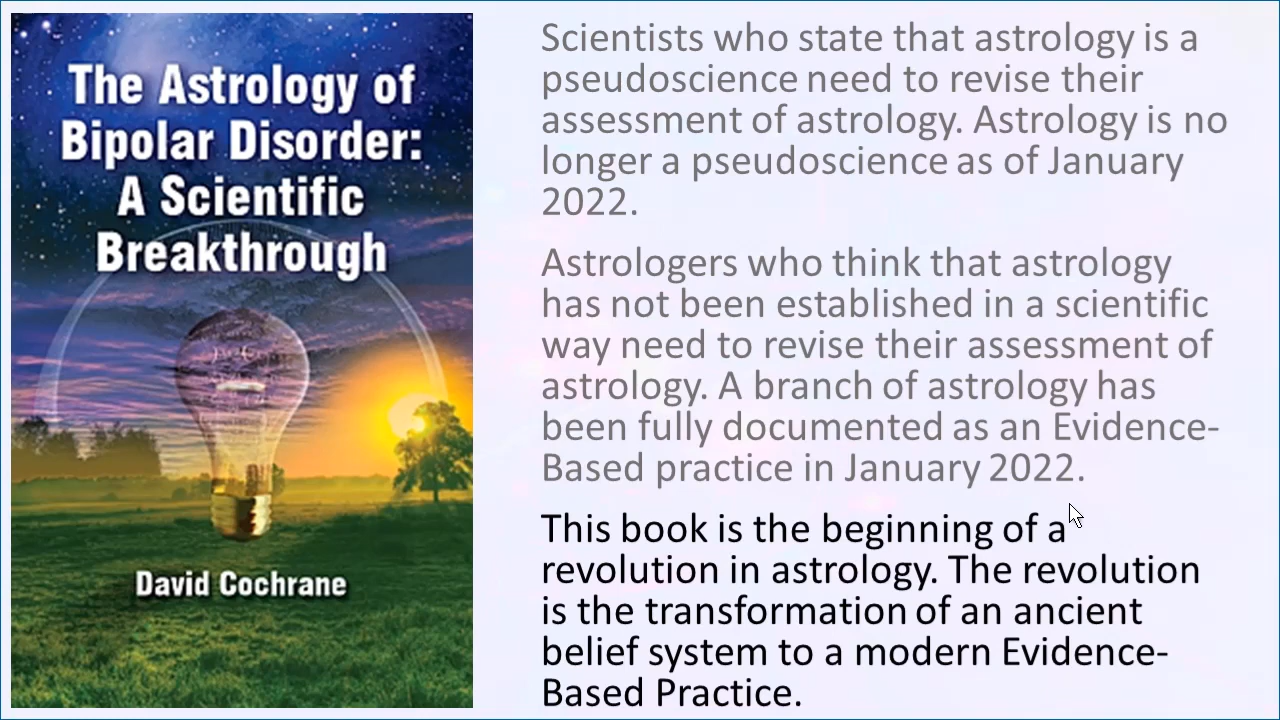 The Astrology of
Bipolar Disorder:
A Scientific
Breakthrough
David Cochrane
Scientists who state that astrology is a
pseudoscience need to revise their
assessment of astrology. Astrology is no
longer a pseudoscience as of January
2022.
Astrologers who think that astrology
has not been established in a scientific
way need to revise their assessment of
astrology. A branch of astrology has
been fully documented as an Evidence-
Based practice in January 2022.
This book is the beginning of a
revolution in astrology. The revolution
is the transformation of an ancient
belief system to a modern Evidence-
Based Practice.